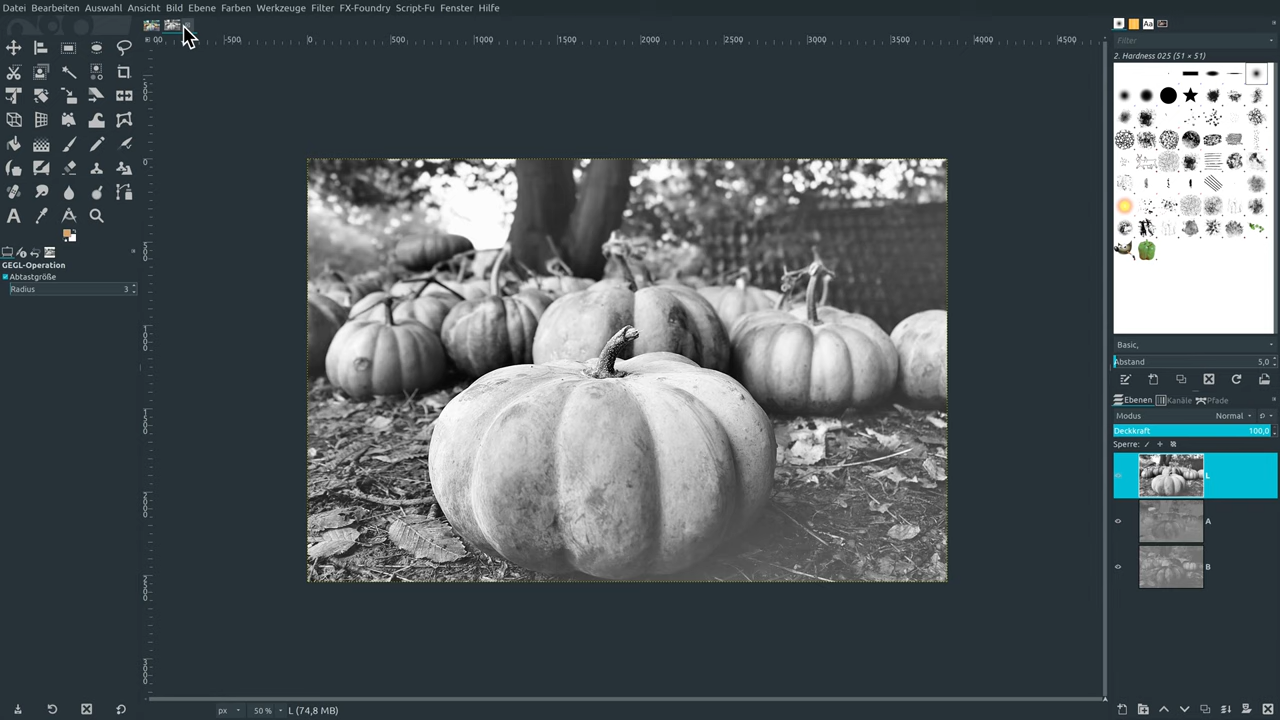 Datei Bearbeiten Auswahl Ansicht Bild Ebene Farben Werkzeuge Filter FX-Foundry Script-Fu Fenster Hilfe
-500 0 500 1000 1500 2000 2500 3000 3500 4000 4500
Filter
2. Hardness 025 (51 × 51)
GEGL-Operation
Abtastgröße
Radius 3
Basic,
Abstand 5,0
Ebenen Kanäle Pfade
Modus Normal
Deckkraft 100,0
Sperre:
L
A
B
px 50 % L (74,8 MB)